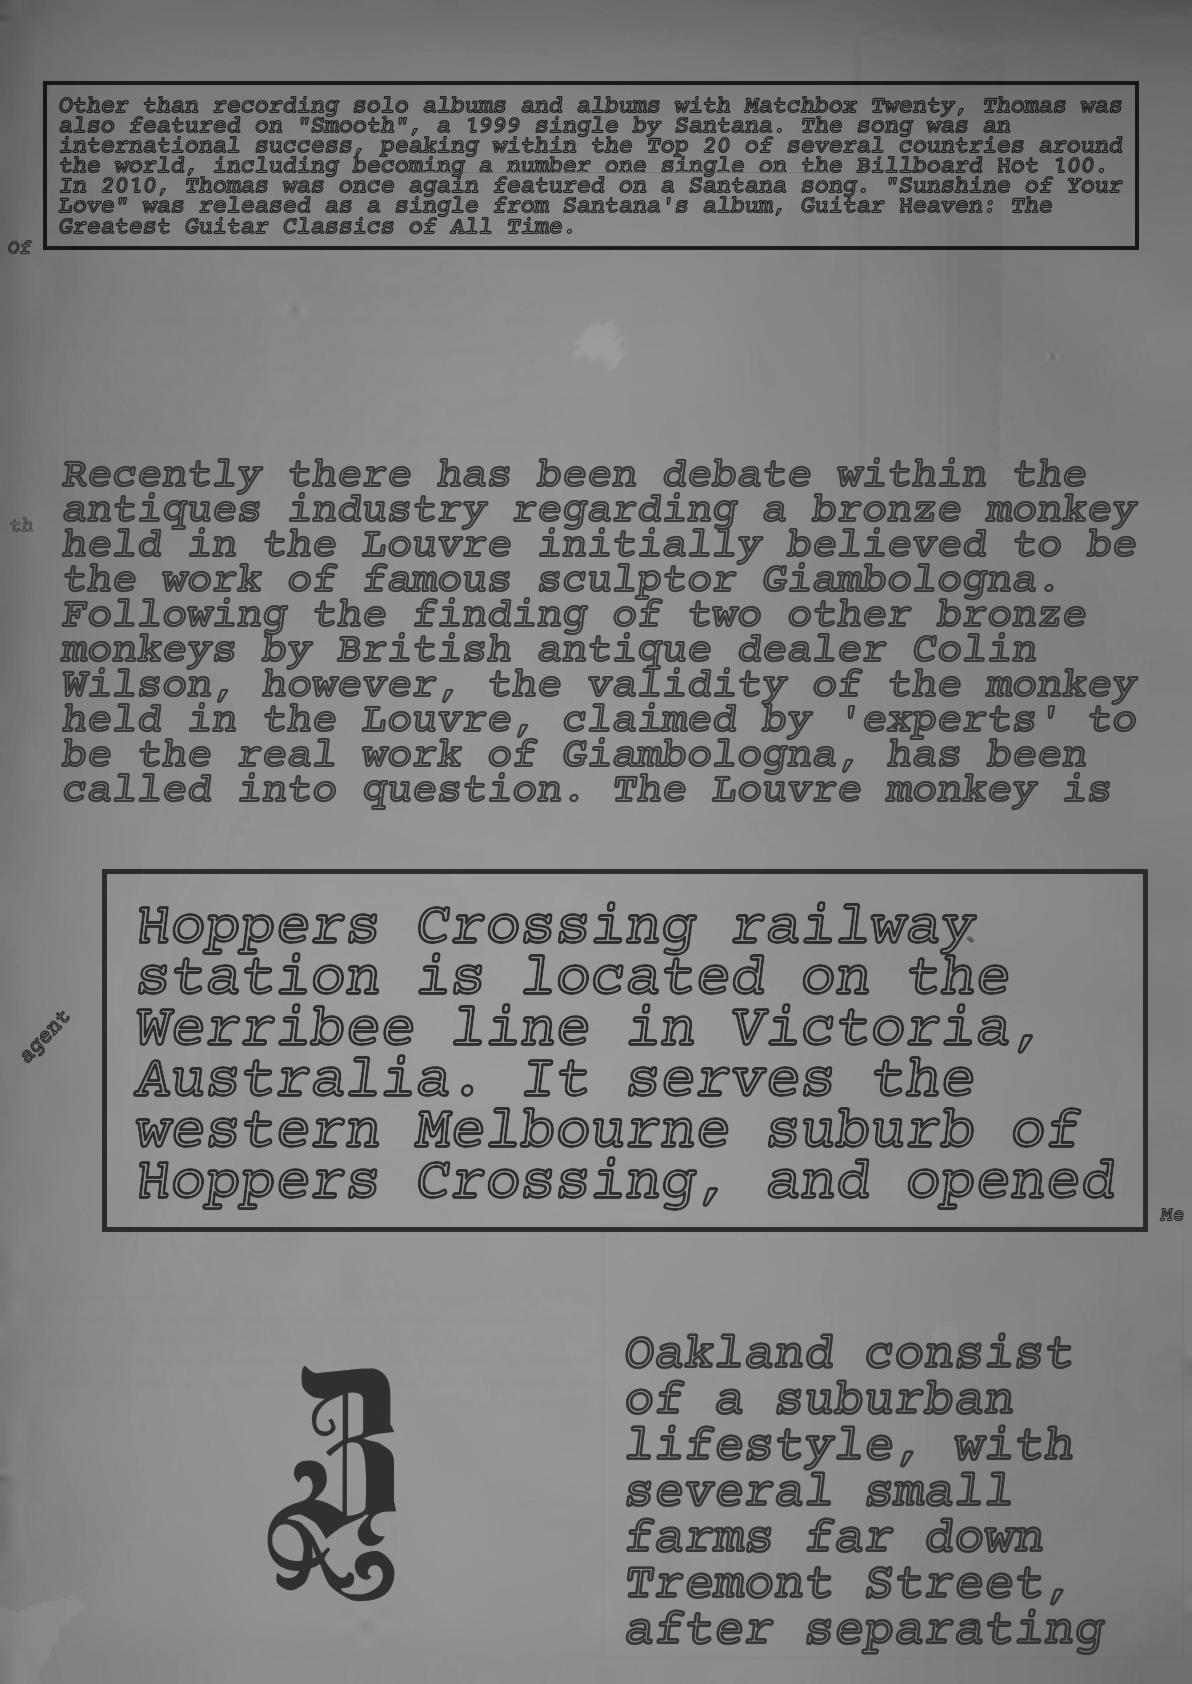 Other than recording solo albums and albums with Matchbox Twenty, Thomas was
also featured on "Smooth", a 1999 single by Santana. The song was an
international success, peaking within the Top 20 of several countries around
the world, including becoming a number one single on the Billboard Hot 100.
In 2010, Thomas was once again featured on a Santana song. "Sunshine of Your
Love" was released as a single from Santana's album, Guitar Heaven: The
Greatest Guitar Classics of All Time.
Of
Recently there has been debate within the
antiques industry regarding a bronze monkey
th
held in the Louvre initially believed to be
the work of famous sculptor Giambologna.
Following the finding of two other bronze
monkeys by British antique dealer Colin
Wilson, however, the validity of the monkey
held in the Louvre, claimed by 'experts' to
be the real work of Giambologna, has been
called into question. The Louvre monkey is
Hoppers Crossing railway
station is located on the
Werribee line in Victoria,
agent
Australia. It serves the
western Melbourne suburb of
Hoppers Crossing, and opened
Me
Oakland consist
of a suburban
lifestyle, with
several small
farms far down
Tremont Street,
after separating